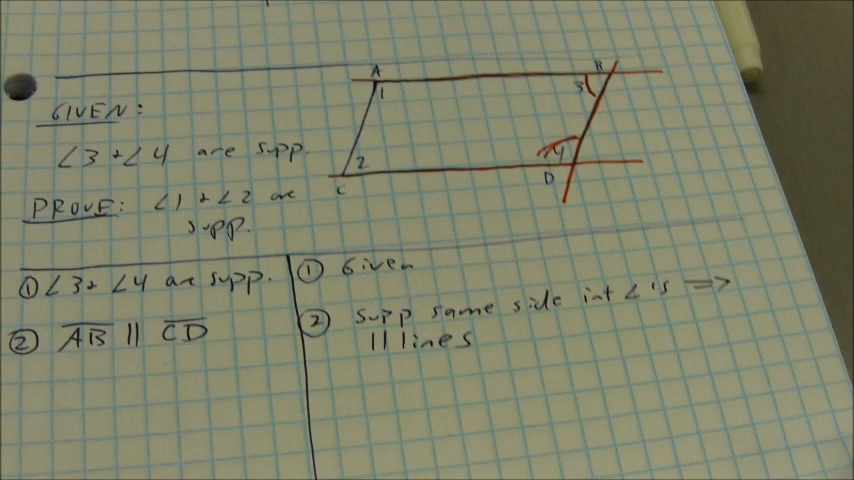 GIVEN:
∠3 + ∠4 are supp.
PROVE: ∠1 + ∠2 are
supp.
A
B
1
3
2
4
C
D
① ∠3 + ∠4 are supp.
① Given
② AB || CD
② Supp same side int ∠'s =>
|| lines